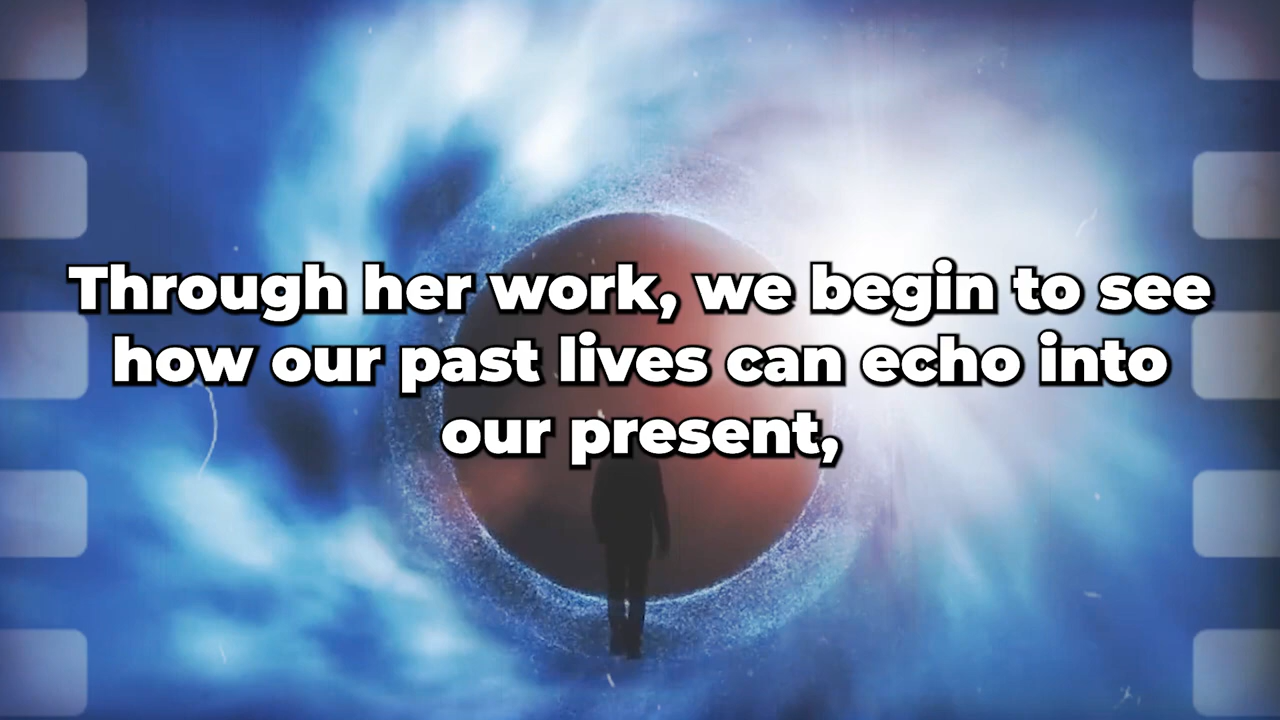 Through her work, we begin to see
how our past lives can echo into
our present,